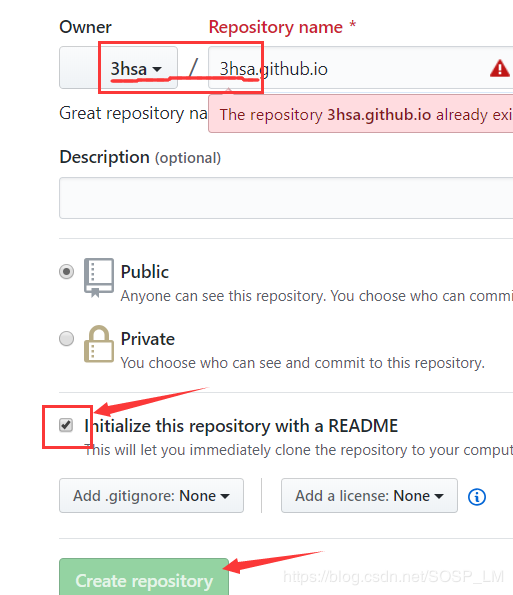 Owner
Repository name *
3hsa / 3hsa.github.io
Great repository na
The repository 3hsa.github.io already exi
Description (optional)
Public
Anyone can see this repository. You choose who can commi
Private
You choose who can see and commit to this repository.
Initialize this repository with a README
This will let you immediately clone the repository to your comput
Add .gitignore: None
Add a license: None
Create repository
https://blog.csdn.net/SOSP_LM